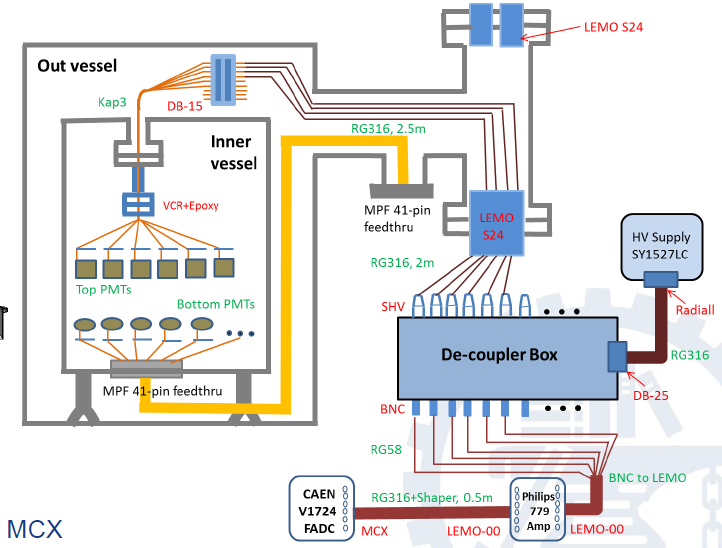 LEMO S24
Out vessel
Kap3
DB-15
RG316, 2.5m
Inner
vessel
VCR+Epoxy
MPF 41-pin
feedthru
LEMO
S24
HV Supply
SY1527LC
RG316, 2m
Top PMTs
Bottom PMTs
SHV
Radiall
De-coupler Box
RG316
MPF 41-pin feedthru
DB-25
BNC
RG58
BNC to LEMO
CAEN
V1724
FADC
RG316+Shaper, 0.5m
Philips
779
Amp
MCX
LEMO-00
LEMO-00
MCX